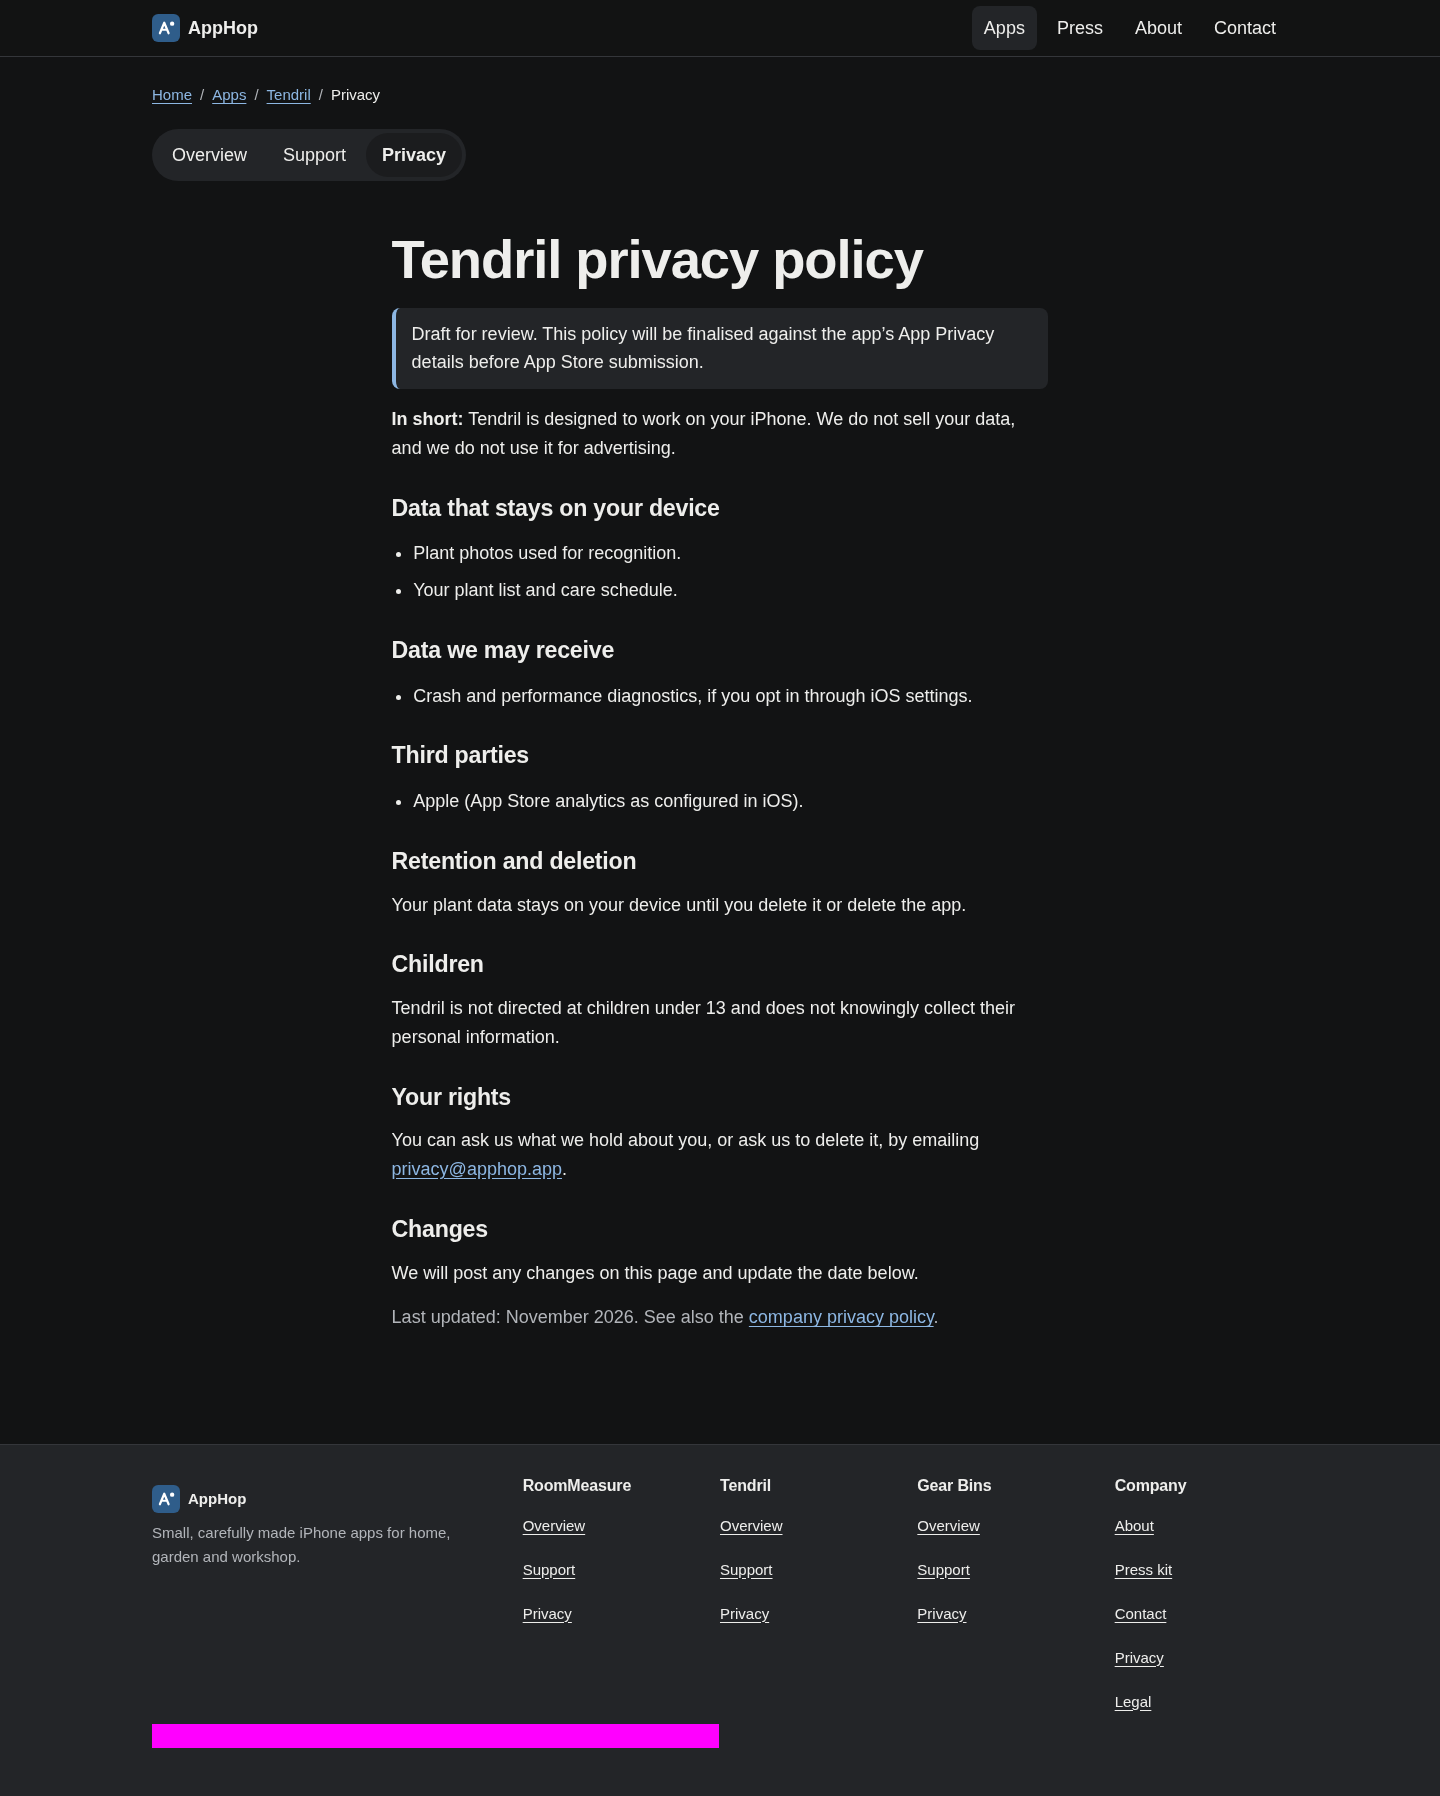 AppHop
Apps Press About Contact
Home / Apps / Tendril / Privacy
Overview Support Privacy
Tendril privacy policy
Draft for review. This policy will be finalised against the app’s App Privacy
details before App Store submission.
In short: Tendril is designed to work on your iPhone. We do not sell your data,
and we do not use it for advertising.
Data that stays on your device
• Plant photos used for recognition.
• Your plant list and care schedule.
Data we may receive
• Crash and performance diagnostics, if you opt in through iOS settings.
Third parties
• Apple (App Store analytics as configured in iOS).
Retention and deletion
Your plant data stays on your device until you delete it or delete the app.
Children
Tendril is not directed at children under 13 and does not knowingly collect their
personal information.
Your rights
You can ask us what we hold about you, or ask us to delete it, by emailing
privacy@apphop.app.
Changes
We will post any changes on this page and update the date below.
Last updated: November 2026. See also the company privacy policy.
AppHop
Small, carefully made iPhone apps for home,
garden and workshop.
RoomMeasure
Overview
Support
Privacy
Tendril
Overview
Support
Privacy
Gear Bins
Overview
Support
Privacy
Company
About
Press kit
Contact
Privacy
Legal